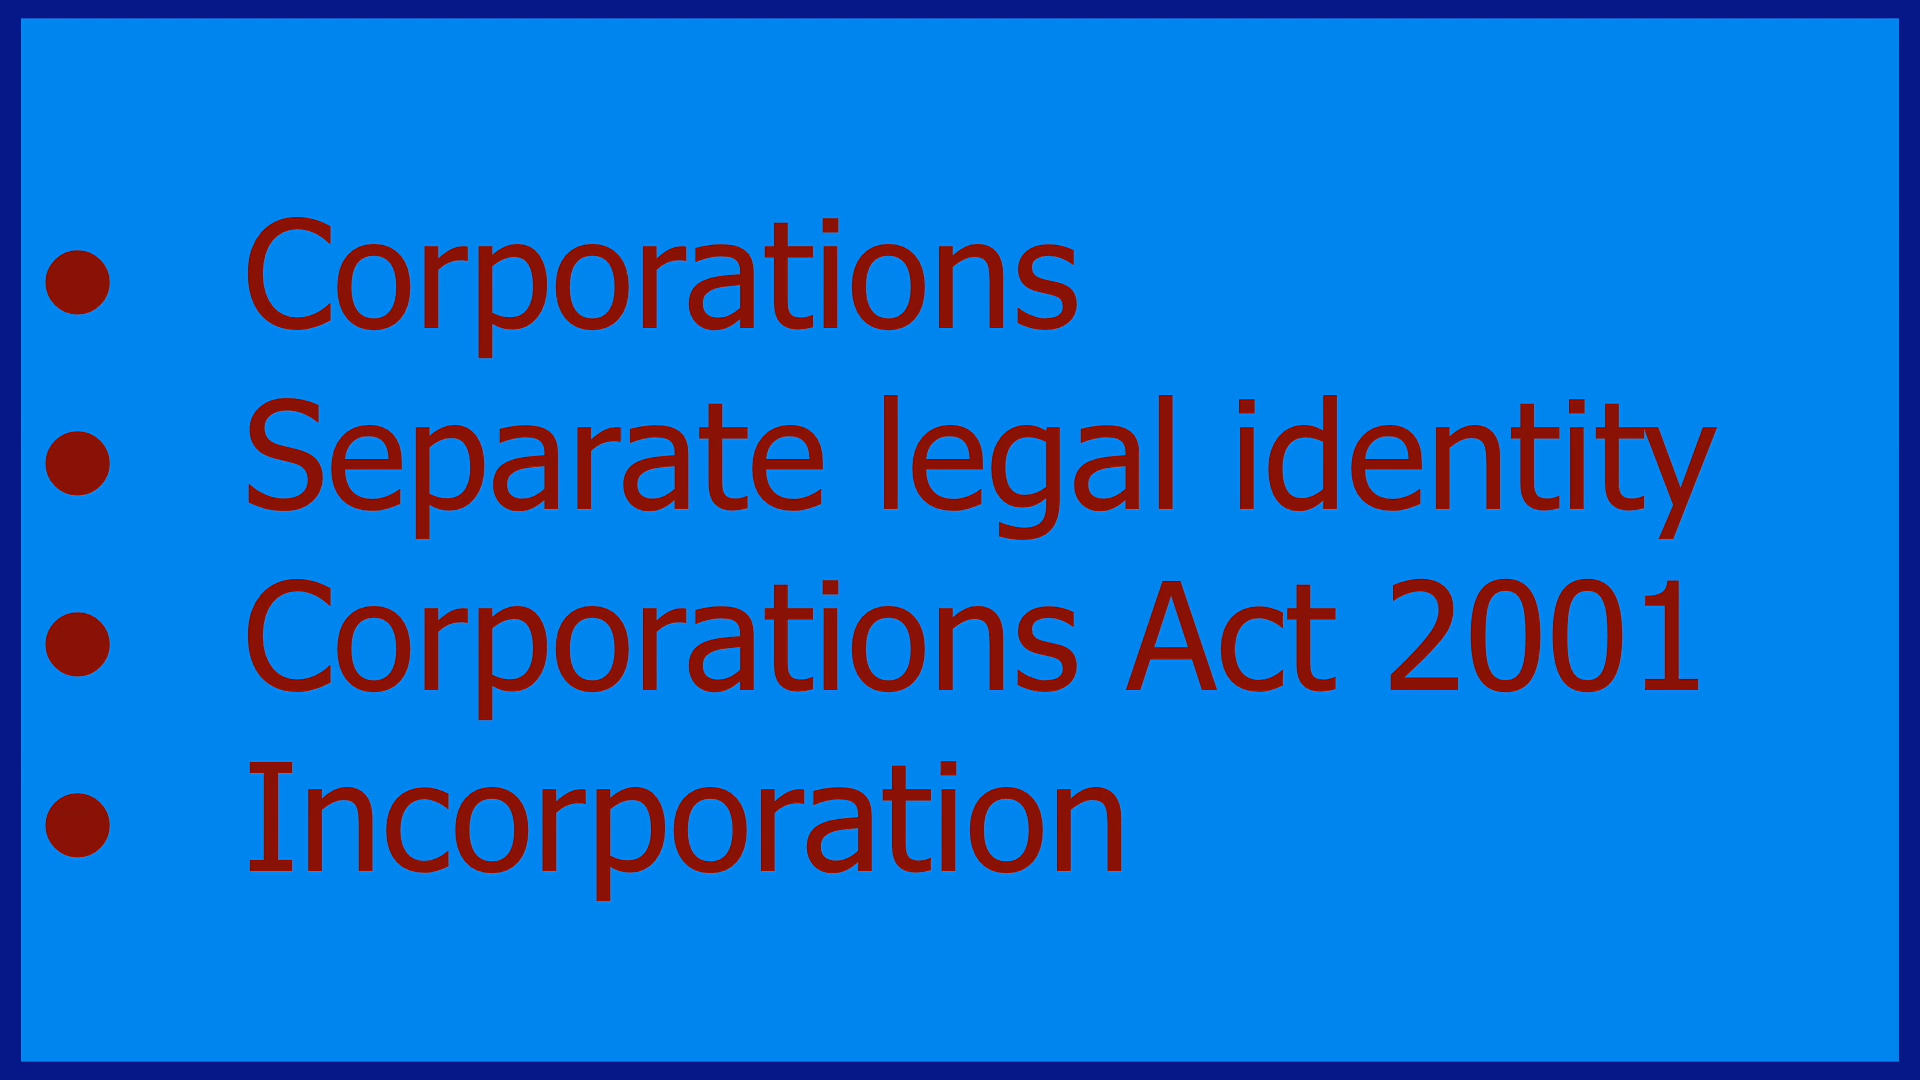 ● Corporations
● Separate legal identity
● Corporations Act 2001
● Incorporation